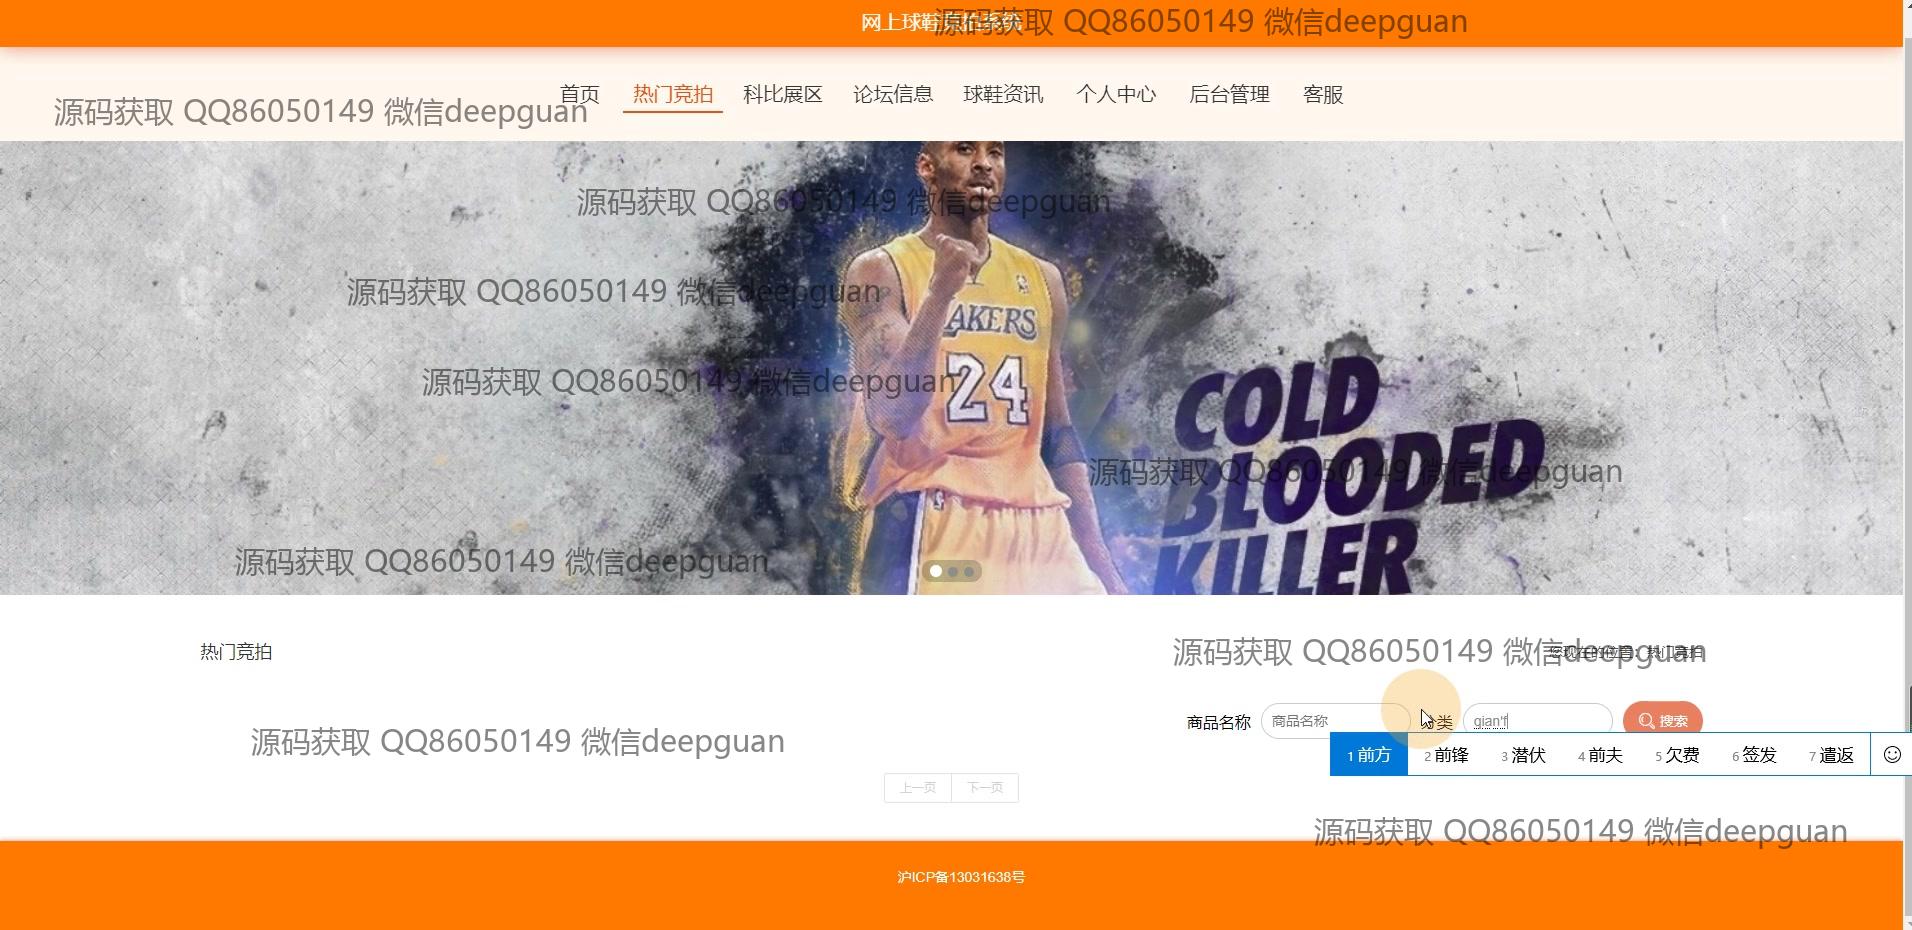 网上球鞋竞拍系统
源码获取 QQ86050149 微信deepguan
首页 热门竞拍 科比展区 论坛信息 球鞋资讯 个人中心 后台管理 客服
源码获取 QQ86050149 微信deepguan
源码获取 QQ86050149 微信deepguan
源码获取 QQ86050149 微信deepguan
LAKERS
24
源码获取 QQ86050149 微信deepguan
COLD
BLOODED
KILLER
源码获取 QQ86050149 微信deepguan
源码获取 QQ86050149 微信deepguan
热门竞拍
源码获取 QQ86050149 微信deepguan
您现在的位置：热门竞拍
商品名称 商品名称 分类 qian'f 搜索
源码获取 QQ86050149 微信deepguan
1 前方 2 前锋 3 潜伏 4 前夫 5 欠费 6 签发 7 遣返
上一页 下一页
源码获取 QQ86050149 微信deepguan
沪ICP备13031638号